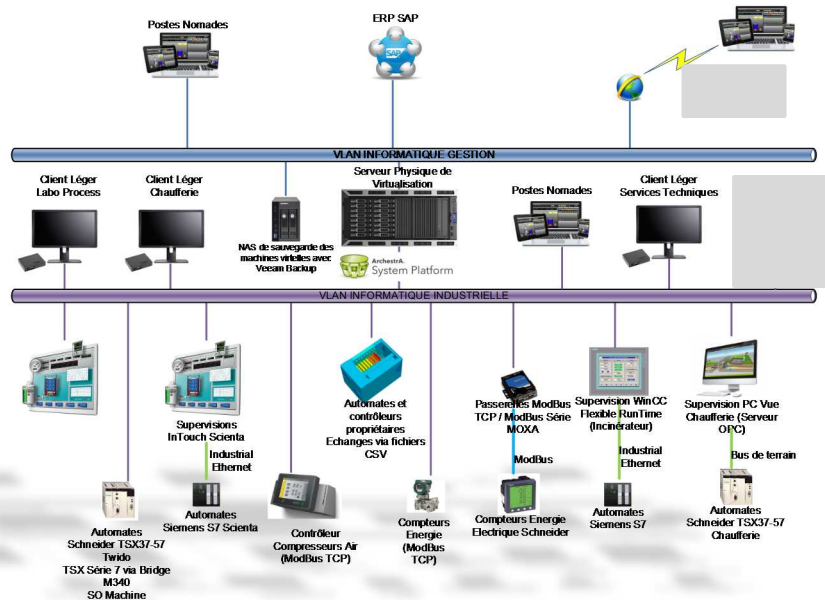 Postes Nomades
ERP SAP
SAP
VLAN INFORMATIQUE GESTION
Client Léger
Labo Process
Client Léger
Chaufferie
NAS de sauvegarde des
machines virtelles avec
Veeam Backup
Serveur Physique de
Virtualisation
ArchestrA
System Platform
Postes Nomades
Client Léger
Services Techniques
VLAN INFORMATIQUE INDUSTRIELLE
Supervisions
InTouch Scienta
Industrial
Ethernet
Automates
Siemens S7 Scienta
Automates
Schneider TSX37-57
Twido
TSX Série 7 via Bridge
M340
SO Machine
Contrôleur
Compresseurs Air
(ModBus TCP)
Automates et
contrôleurs
propriétaires
Echanges via fichiers
CSV
Compteurs
Energie
(ModBus
TCP)
Passerelles ModBus
TCP / ModBus Série
MOXA
ModBus
Compteurs Energie
Electrique Schneider
Supervision WinCC
Flexible RunTime
(Incinérateur)
Industrial
Ethernet
Automates
Siemens S7
Supervision PC Vue
Chaufferie (Serveur
OPC)
Bus de terrain
Automates
Schneider TSX37-57
Chaufferie